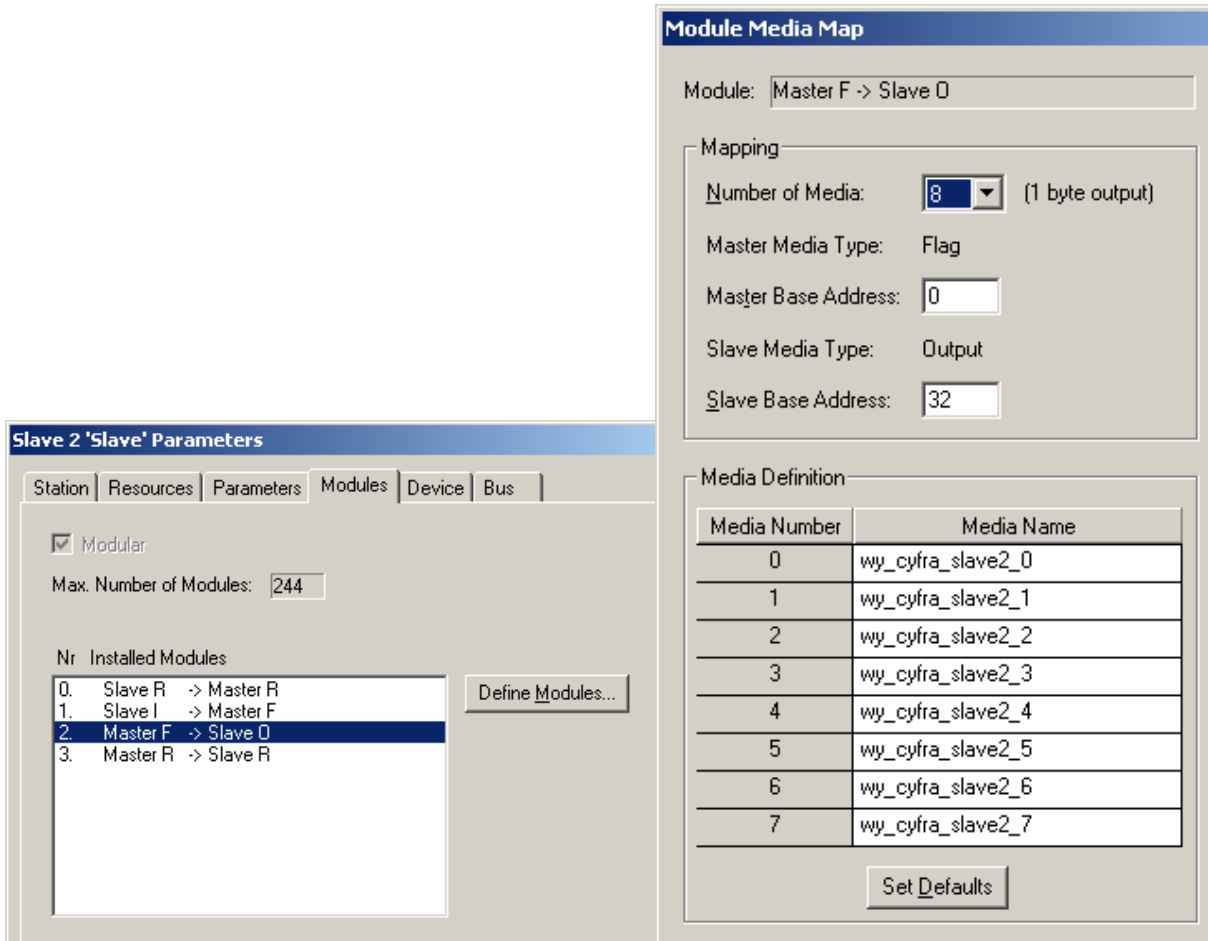 Module Media Map
Module: Master F -> Slave O
Mapping
Number of Media: 8 (1 byte output)
Master Media Type: Flag
Master Base Address: 0
Slave Media Type: Output
Slave Base Address: 32
Media Definition
Media Number Media Name
0 wy_cyfra_slave2_0
1 wy_cyfra_slave2_1
2 wy_cyfra_slave2_2
3 wy_cyfra_slave2_3
4 wy_cyfra_slave2_4
5 wy_cyfra_slave2_5
6 wy_cyfra_slave2_6
7 wy_cyfra_slave2_7
Set Defaults
Slave 2 'Slave' Parameters
Station Resources Parameters Modules Device Bus
Modular
Max. Number of Modules: 244
Nr Installed Modules
0. Slave R -> Master R
1. Slave I -> Master F
2. Master F -> Slave O
3. Master R -> Slave R
Define Modules...